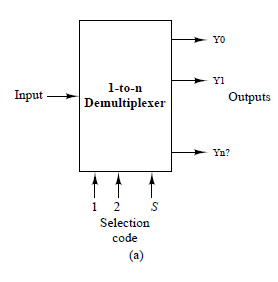 Y0
Y1
Input
1-to-n
Demultiplexer
Outputs
Yn?
1 2 S
Selection
code
(a)